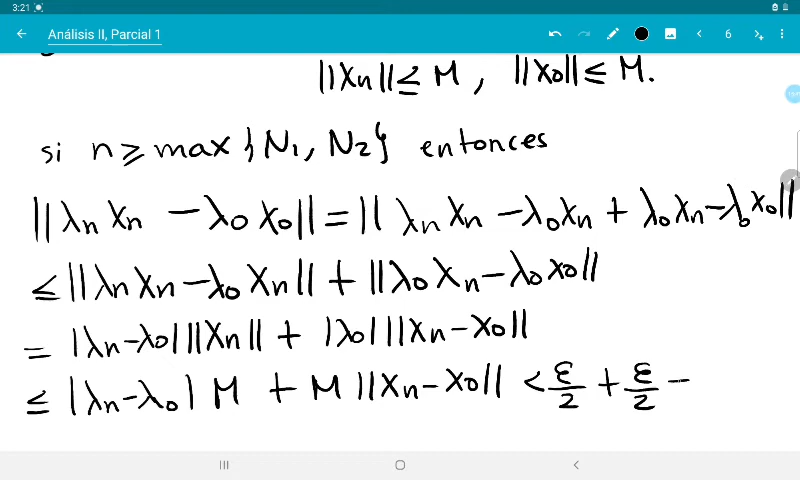 3:21
Análisis II, Parcial 1
6
||Xn|| ≤ M, ||X0|| ≤ M.
si n ≥ max {N1, N2} entonces
||λn Xn − λ0 X0|| = || λn Xn − λ0 Xn + λ0 Xn − λ0 X0||
≤ ||λn Xn − λ0 Xn|| + ||λ0 Xn − λ0 X0||
= |λn − λ0| ||Xn|| + |λ0| ||Xn − X0||
≤ |λn − λ0| M + M ||Xn − X0|| < ε/2 + ε/2 −